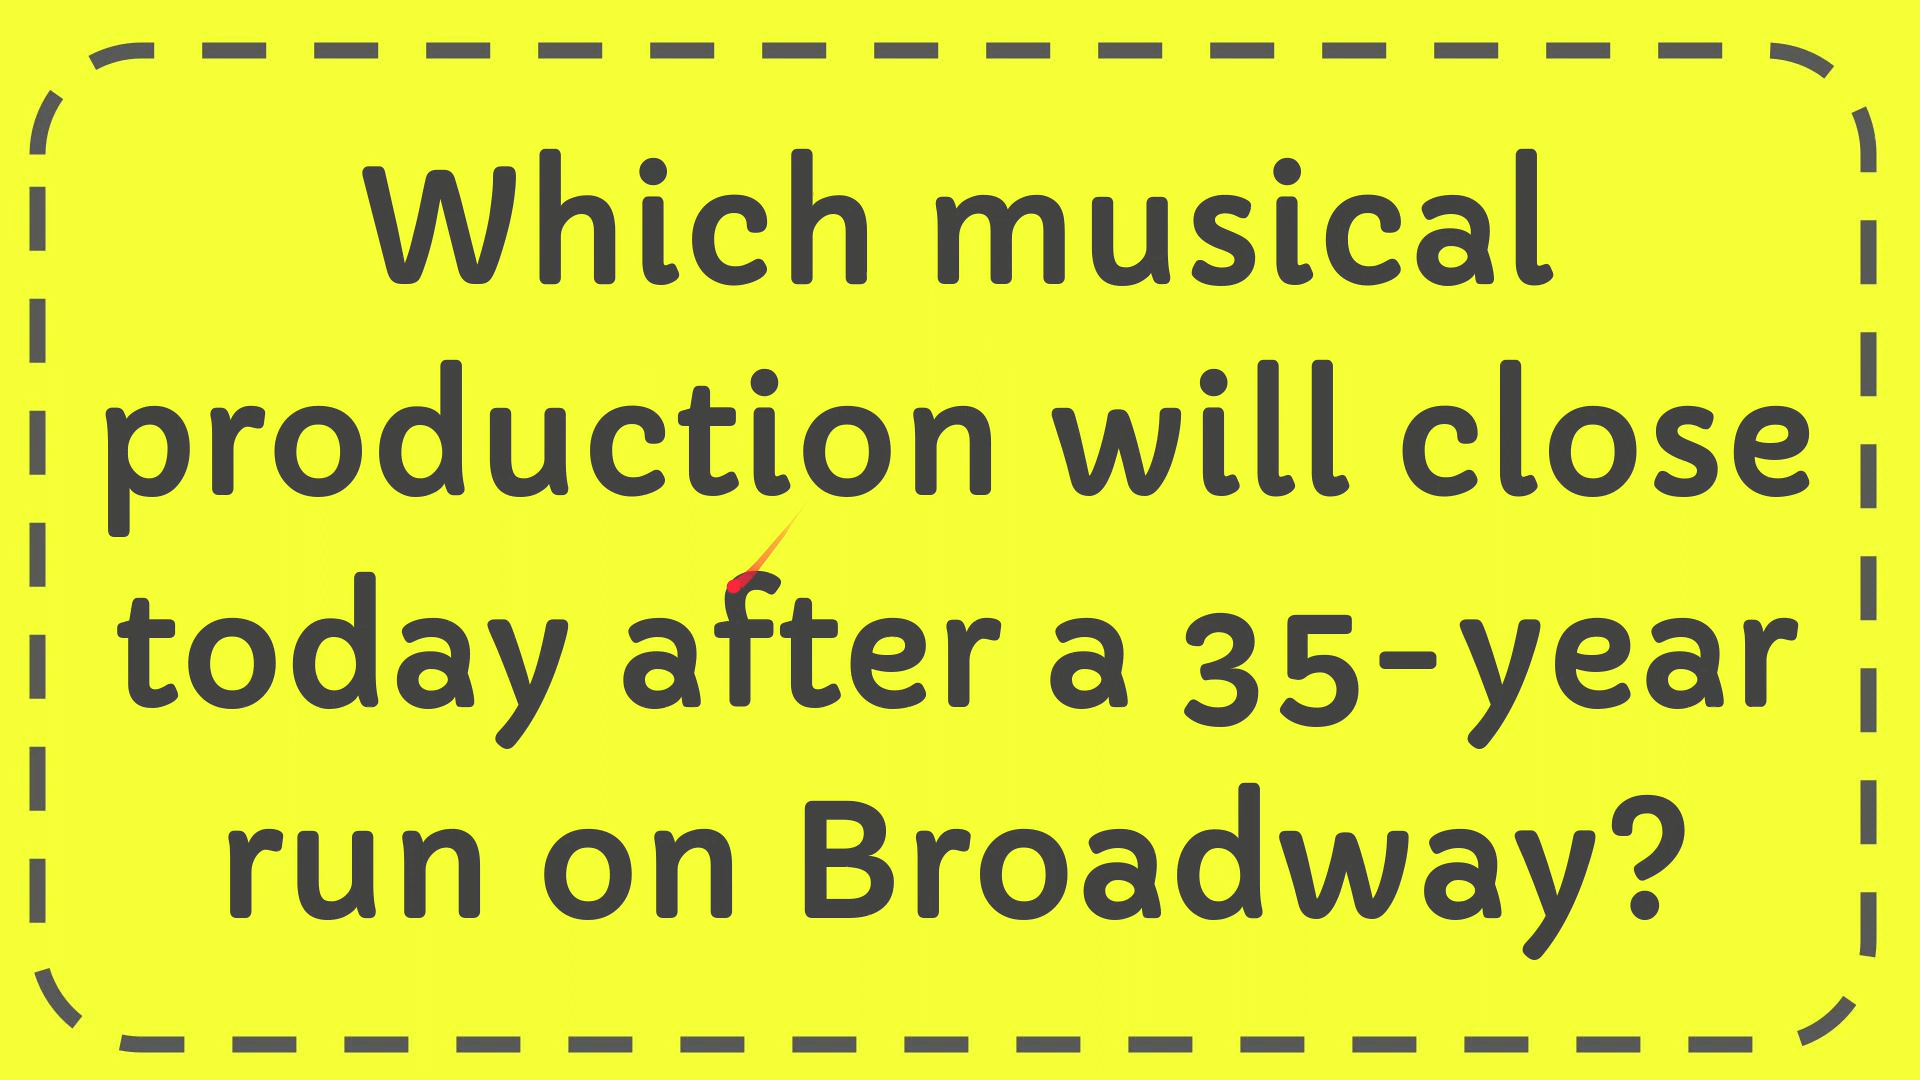 Which musical
production will close
today after a 35-year
run on Broadway?